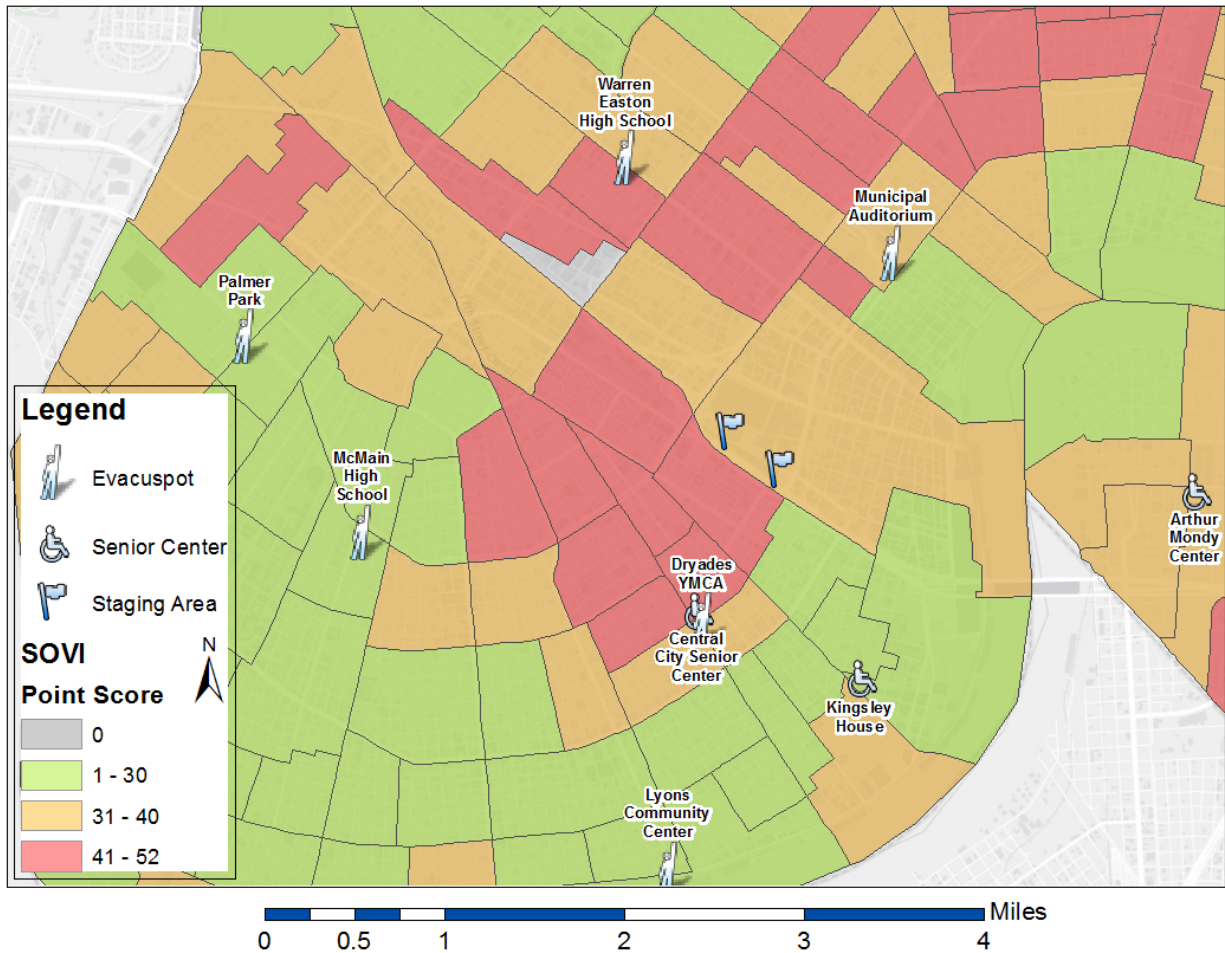 Warren
Easton
High School
Municipal
Auditorium
Palmer
Park
Legend
Evacuspot
Senior Center
Staging Area
SOVI
N
Point Score
0
1 - 30
31 - 40
41 - 52
McMain
High
School
Arthur
Mondy
Center
Dryades
YMCA
Central
City Senior
Center
Kingsley
House
Lyons
Community
Center
Miles
0 0.5 1 2 3 4